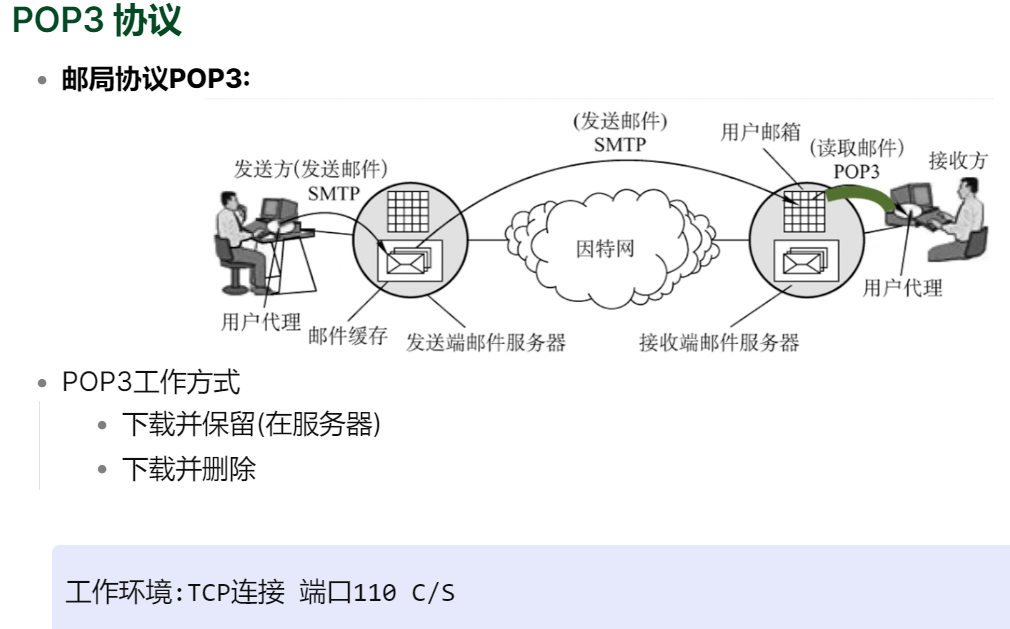 POP3 协议
邮局协议POP3:
(发送邮件)
SMTP
用户邮箱
(读取邮件)
POP3
接收方
发送方(发送邮件)
SMTP
因特网
用户代理
用户代理
邮件缓存
发送端邮件服务器
接收端邮件服务器
POP3工作方式
下载并保留(在服务器)
下载并删除
工作环境:TCP连接 端口110 C/S